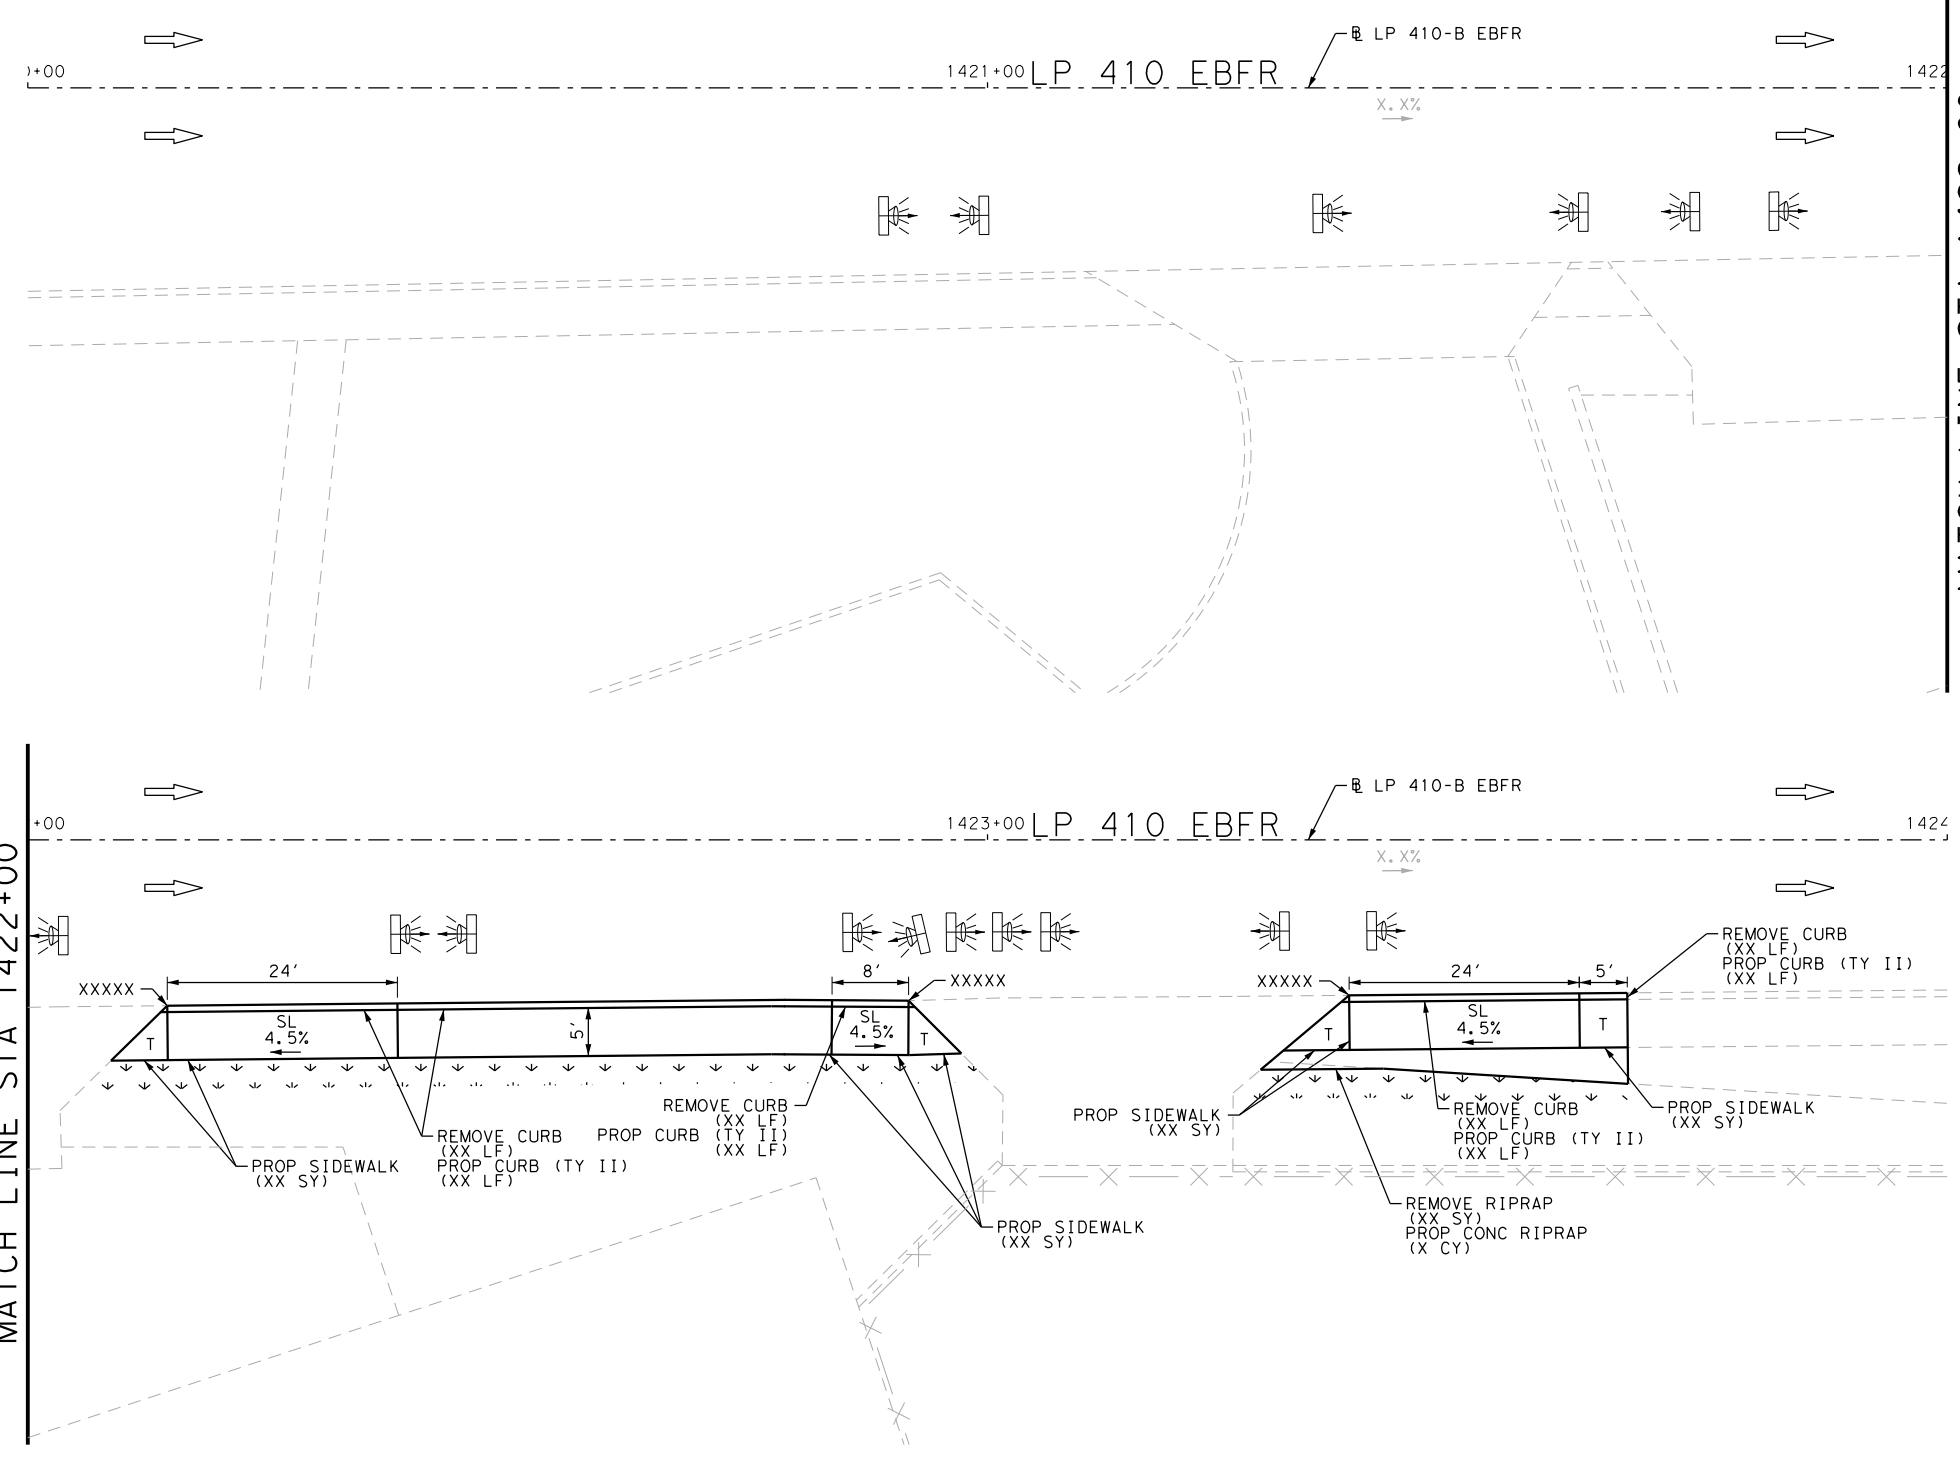 ℄ LP 410-B EBFR
+00
1421+00
LP 410 EBFR
1422
X.X%
MATCH LINE STA 1422+00
℄ LP 410-B EBFR
+00
1423+00
LP 410 EBFR
1424
X.X%
XXXXX
24'
8'
XXXXX
XXXXX
24'
5'
REMOVE CURB
(XX LF)
PROP CURB (TY II)
(XX LF)
T
SL
4.5%
5'
SL
4.5%
T
T
SL
4.5%
T
PROP SIDEWALK
(XX SY)
REMOVE CURB
(XX LF)
PROP CURB (TY II)
(XX LF)
REMOVE CURB
(XX LF)
PROP CURB (TY II)
(XX LF)
PROP SIDEWALK
(XX SY)
PROP SIDEWALK
(XX SY)
REMOVE CURB
(XX LF)
PROP CURB (TY II)
(XX LF)
PROP SIDEWALK
(XX SY)
REMOVE RIPRAP
(XX SY)
PROP CONC RIPRAP
(X CY)